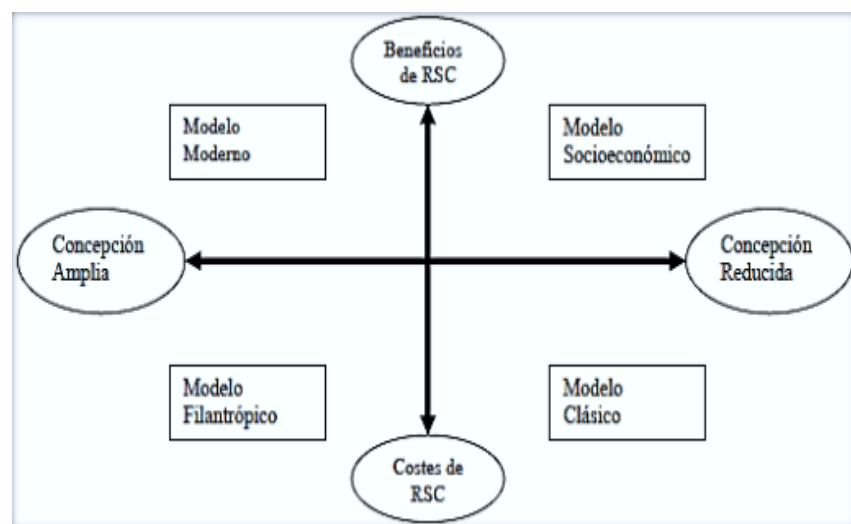 Beneficios
de RSC
Modelo
Moderno
Modelo
Socioeconómico
Concepción
Amplia
Concepción
Reducida
Modelo
Filantrópico
Modelo
Clásico
Costes de
RSC